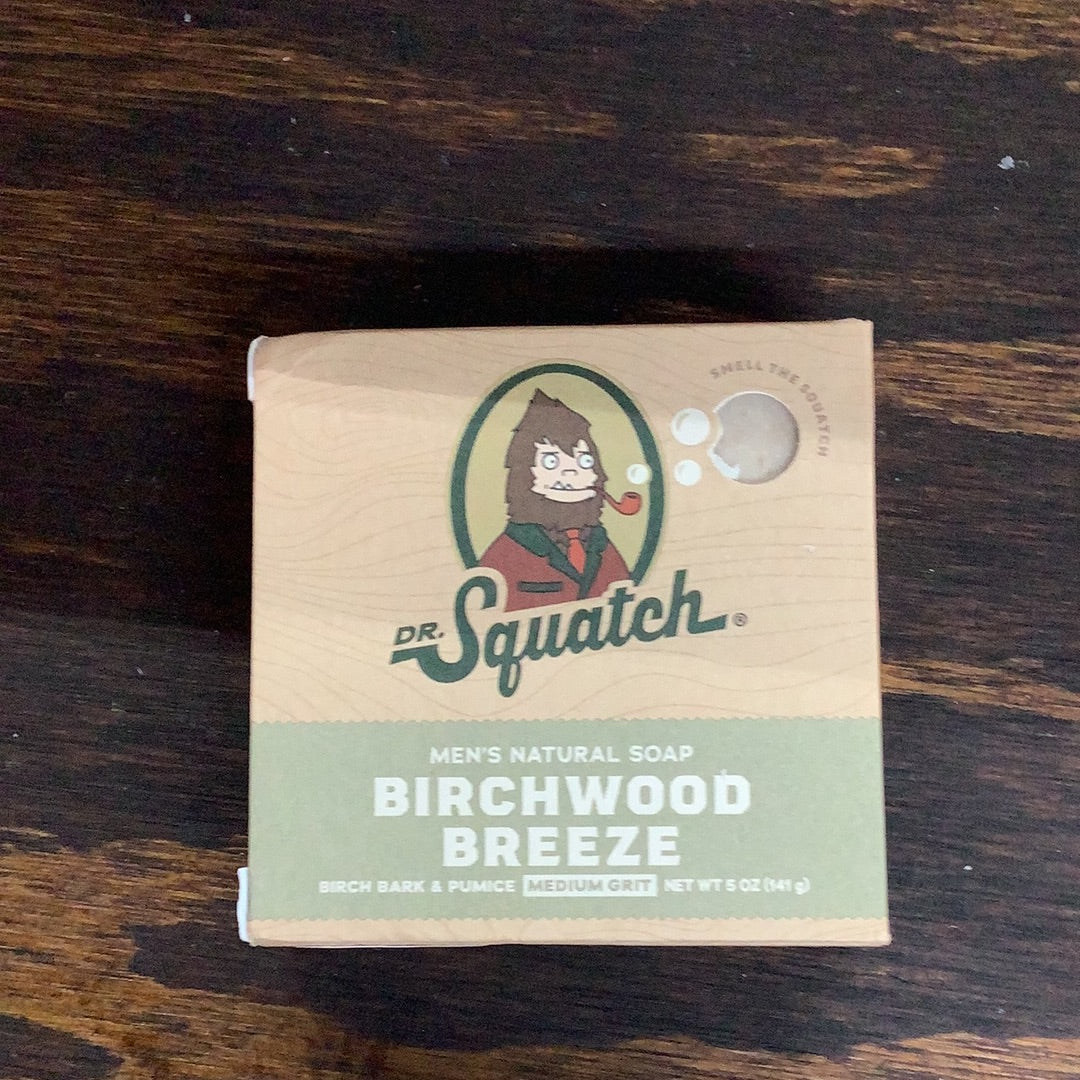 SMELL THE SQUATCH
DR. Squatch®
MEN'S NATURAL SOAP
BIRCHWOOD
BREEZE
BIRCH BARK & PUMICE MEDIUM GRIT NET WT 5 OZ (141 g)